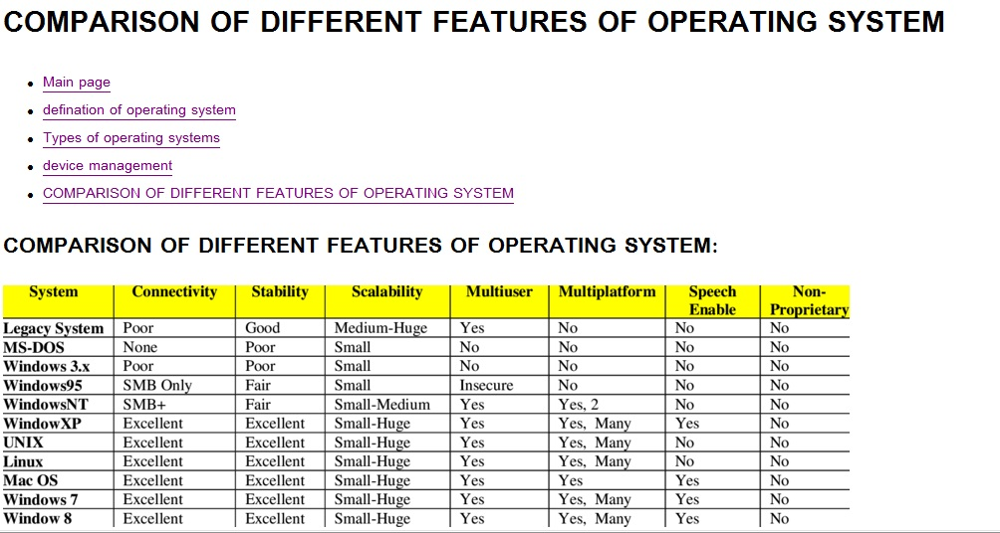 COMPARISON OF DIFFERENT FEATURES OF OPERATING SYSTEM
Main page
defination of operating system
Types of operating systems
device management
COMPARISON OF DIFFERENT FEATURES OF OPERATING SYSTEM
COMPARISON OF DIFFERENT FEATURES OF OPERATING SYSTEM:
System Connectivity Stability Scalability Multiuser Multiplatform Speech Enable Non-Proprietary
Legacy System Poor Good Medium-Huge Yes No No No
MS-DOS None Poor Small No No No No
Windows 3.x Poor Poor Small No No No No
Windows95 SMB Only Fair Small Insecure No No No
WindowsNT SMB+ Fair Small-Medium Yes Yes, 2 No No
WindowXP Excellent Excellent Small-Huge Yes Yes, Many Yes No
UNIX Excellent Excellent Small-Huge Yes Yes, Many No No
Linux Excellent Excellent Small-Huge Yes Yes, Many No No
Mac OS Excellent Excellent Small-Huge Yes Yes Yes No
Windows 7 Excellent Excellent Small-Huge Yes Yes, Many Yes No
Window 8 Excellent Excellent Small-Huge Yes Yes, Many Yes No